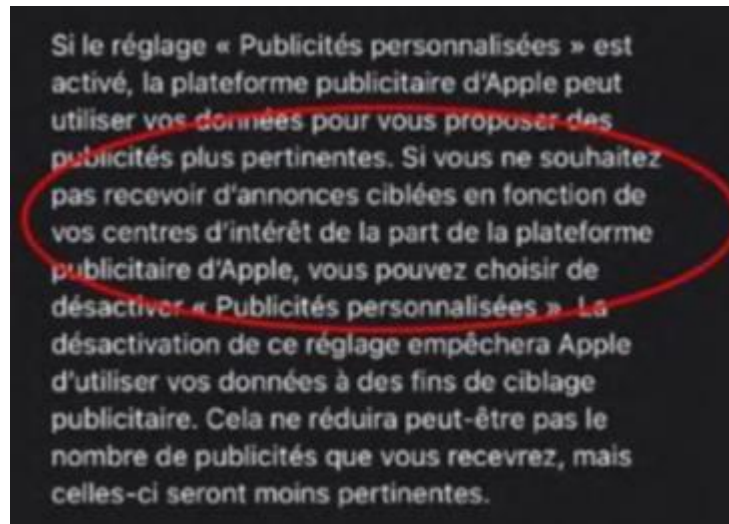 Si le réglage « Publicités personnalisées » est
activé, la plateforme publicitaire d'Apple peut
utiliser vos données pour vous proposer des
publicités plus pertinentes. Si vous ne souhaitez
pas recevoir d'annonces ciblées en fonction de
vos centres d'intérêt de la part de la plateforme
publicitaire d'Apple, vous pouvez choisir de
désactiver « Publicités personnalisées ». La
désactivation de ce réglage empêchera Apple
d'utiliser vos données à des fins de ciblage
publicitaire. Cela ne réduira peut-être pas le
nombre de publicités que vous recevrez, mais
celles-ci seront moins pertinentes.